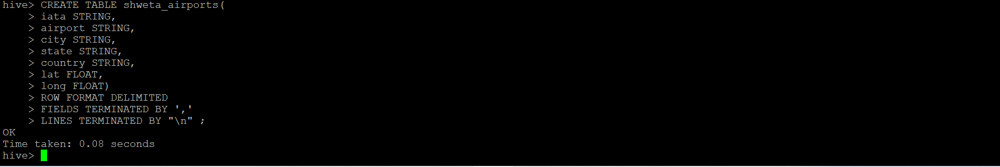 hive> CREATE TABLE shweta_airports(
    > iata STRING,
    > airport STRING,
    > city STRING,
    > state STRING,
    > country STRING,
    > lat FLOAT,
    > long FLOAT)
    > ROW FORMAT DELIMITED
    > FIELDS TERMINATED BY ','
    > LINES TERMINATED BY "\n" ;
OK
Time taken: 0.08 seconds
hive>